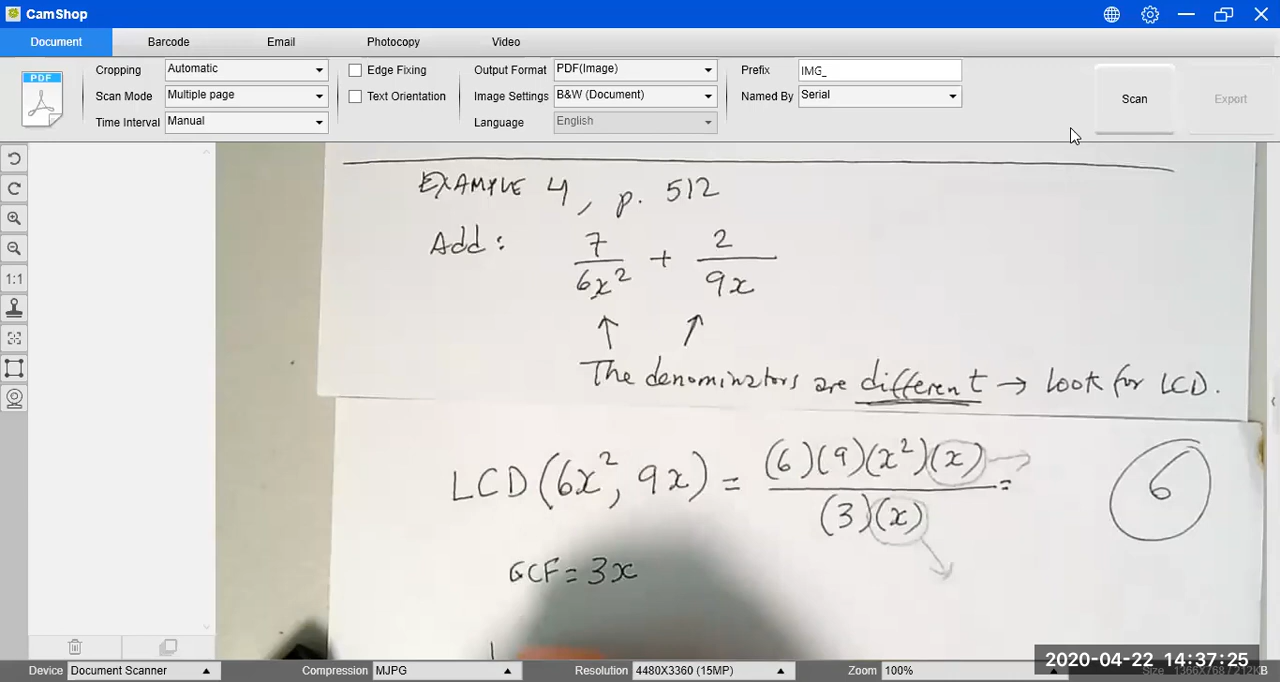 CamShop
Document Barcode Email Photocopy Video
PDF
Cropping Automatic Edge Fixing Output Format PDF(Image) Prefix IMG_ Scan Export
Scan Mode Multiple page Text Orientation Image Settings B&W (Document) Named By Serial
Time Interval Manual Language English
1:1
EXAMPLE 4, p. 512
Add: 7/6x² + 2/9x
↑ ↑
The denominators are different → look for LCD.
LCD(6x², 9x) = (6)(9)(x²)(x)/(3)(x) =
6
GCF = 3x
2020-04-22 14:37:25
Device Document Scanner Compression MJPG Resolution 4480X3360 (15MP) Zoom 100%